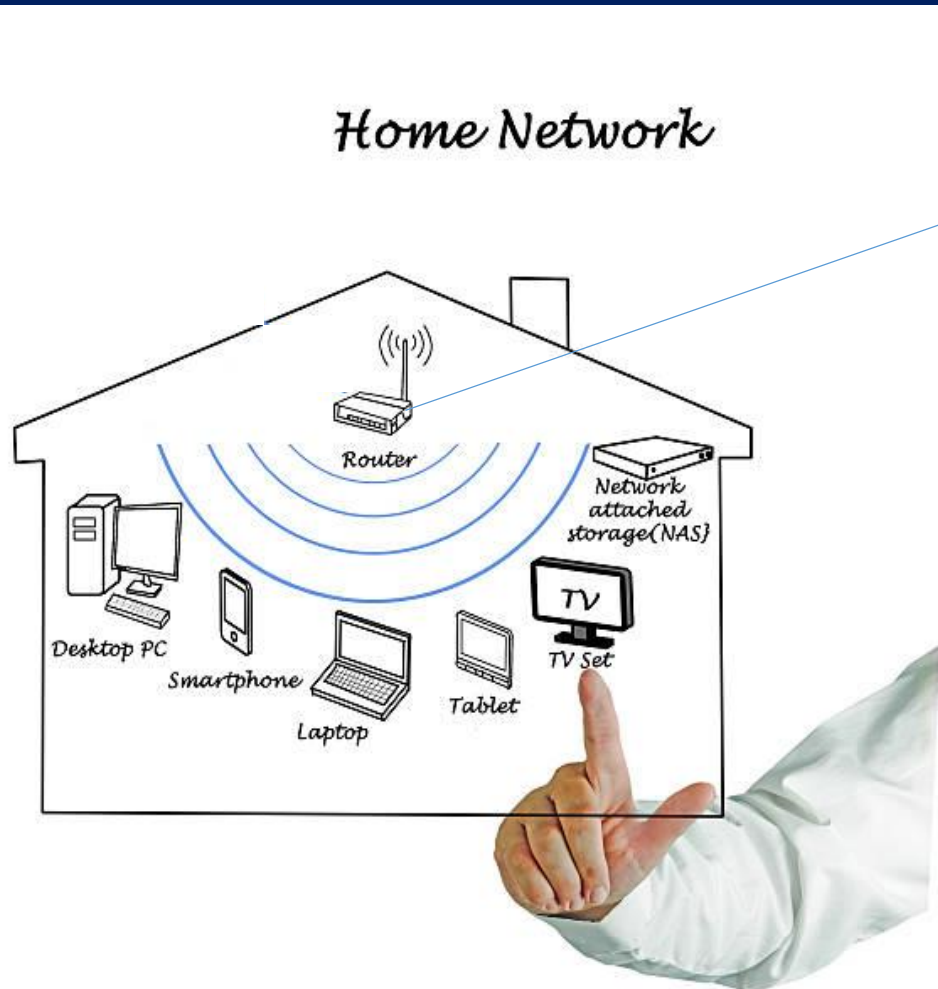 Home Network
Router
Network
attached
storage(NAS}
TV
Desktop PC
Smartphone
Laptop
Tablet
TV Set